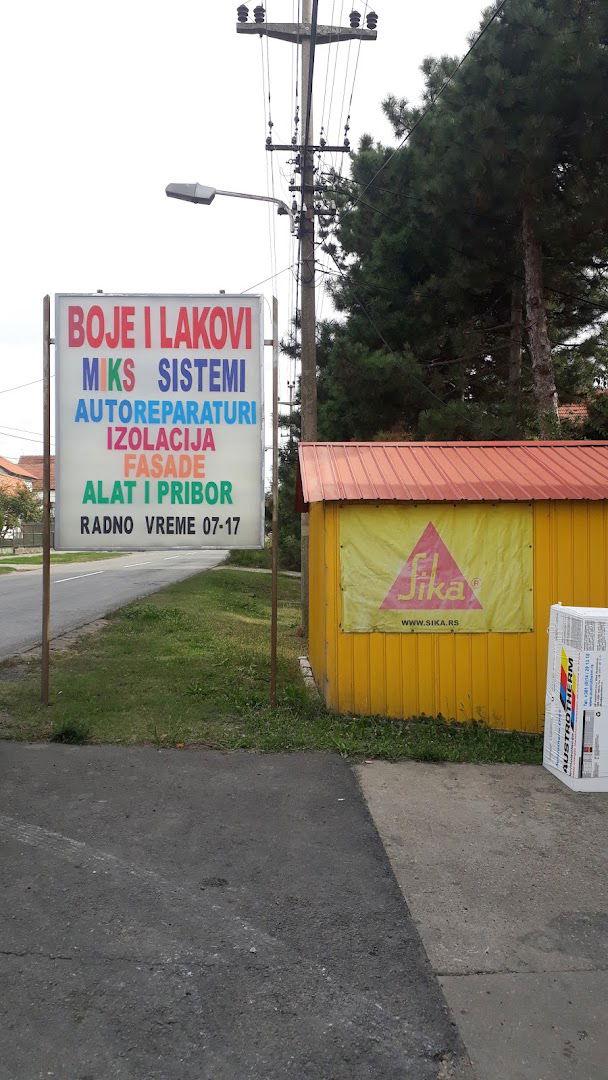 BOJE I LAKOVI
MIKS SISTEMI
AUTOREPARATURI
IZOLACIJA
FASADE
ALAT I PRIBOR
RADNO VREME 07-17
Sika®
WWW.SIKA.RS
AUSTROTHERM